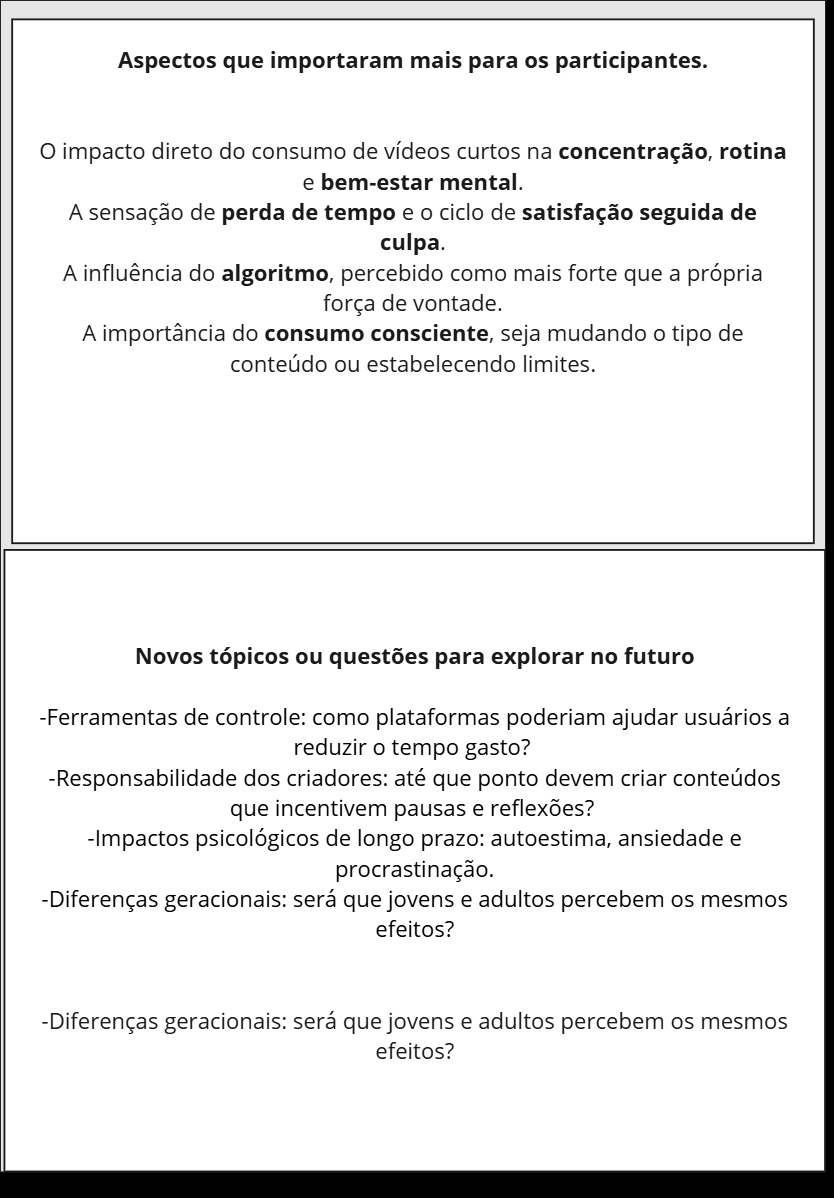 Aspectos que importaram mais para os participantes.
O impacto direto do consumo de vídeos curtos na concentração, rotina
e bem-estar mental.
A sensação de perda de tempo e o ciclo de satisfação seguida de
culpa.
A influência do algoritmo, percebido como mais forte que a própria
força de vontade.
A importância do consumo consciente, seja mudando o tipo de
conteúdo ou estabelecendo limites.
Novos tópicos ou questões para explorar no futuro
-Ferramentas de controle: como plataformas poderiam ajudar usuários a
reduzir o tempo gasto?
-Responsabilidade dos criadores: até que ponto devem criar conteúdos
que incentivem pausas e reflexões?
-Impactos psicológicos de longo prazo: autoestima, ansiedade e
procrastinação.
-Diferenças geracionais: será que jovens e adultos percebem os mesmos
efeitos?
-Diferenças geracionais: será que jovens e adultos percebem os mesmos
efeitos?